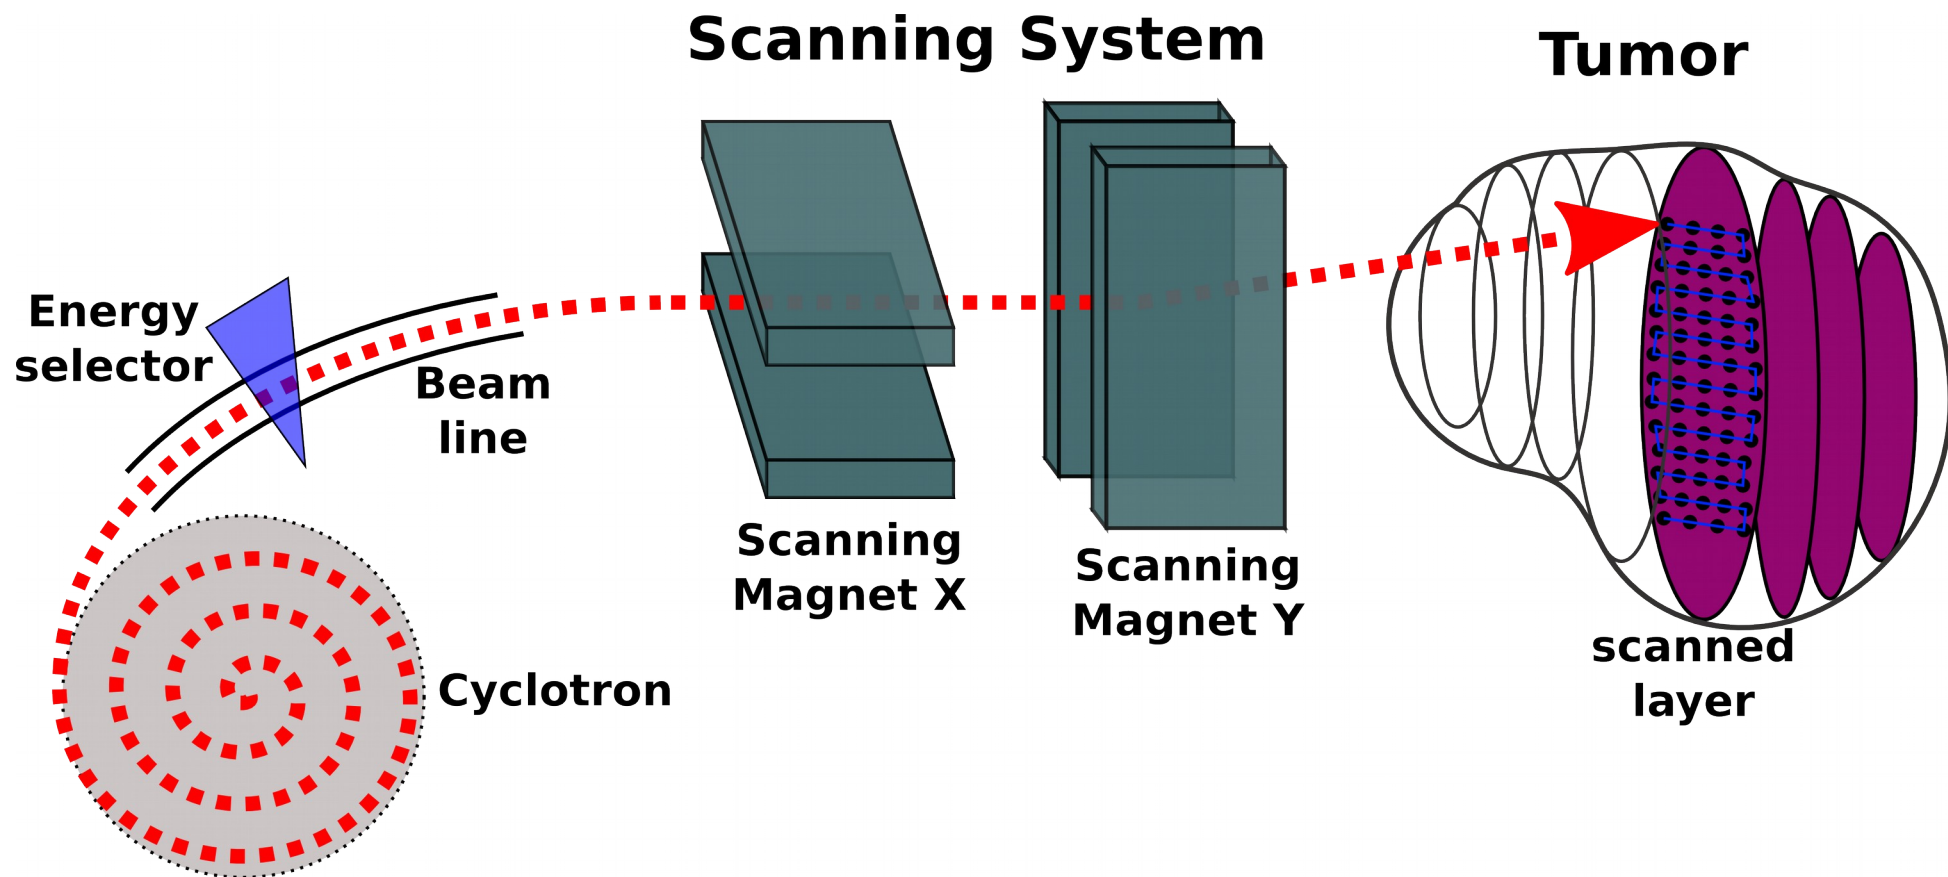 Scanning System
Tumor
Energy
selector
Beam
line
Scanning
Magnet X
Scanning
Magnet Y
Cyclotron
scanned
layer